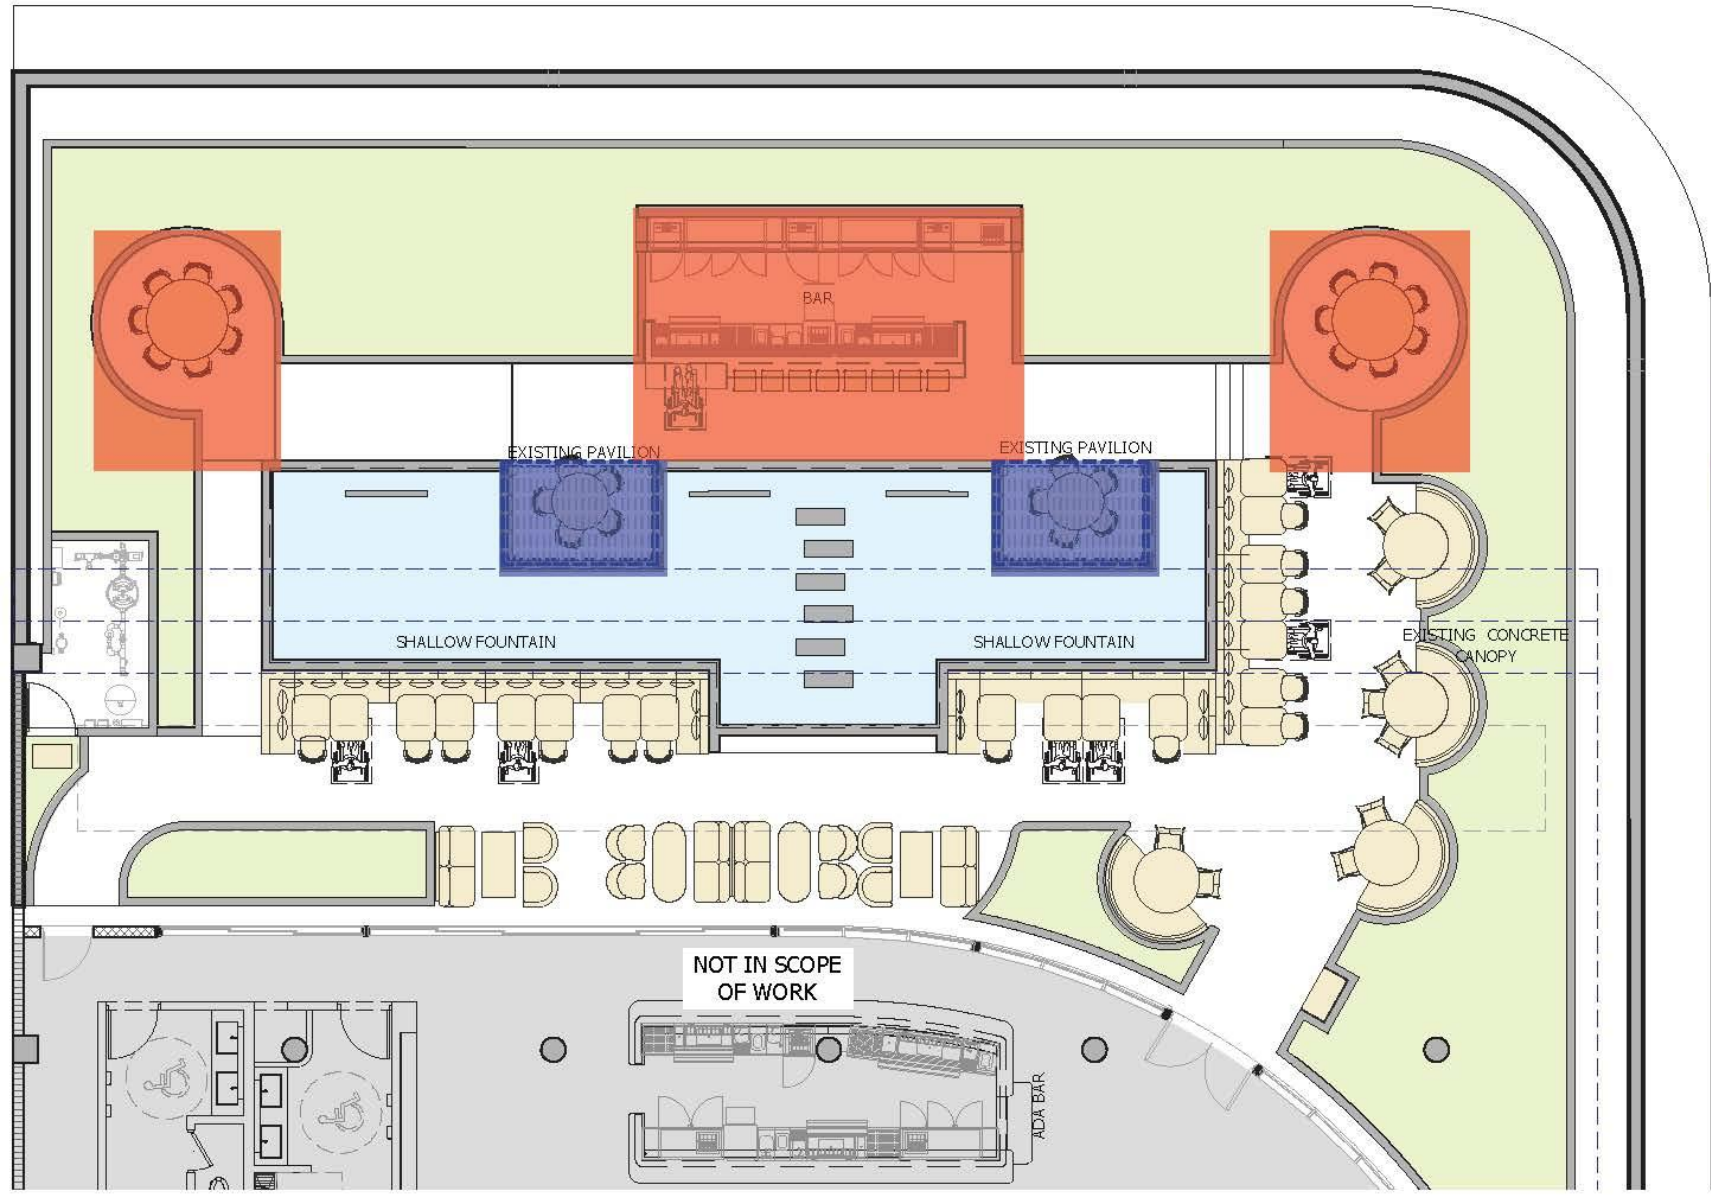 BAR
EXISTING PAVILION
EXISTING PAVILION
SHALLOW FOUNTAIN
SHALLOW FOUNTAIN
EXISTING CONCRETE
CANOPY
NOT IN SCOPE
OF WORK
ADA BAR